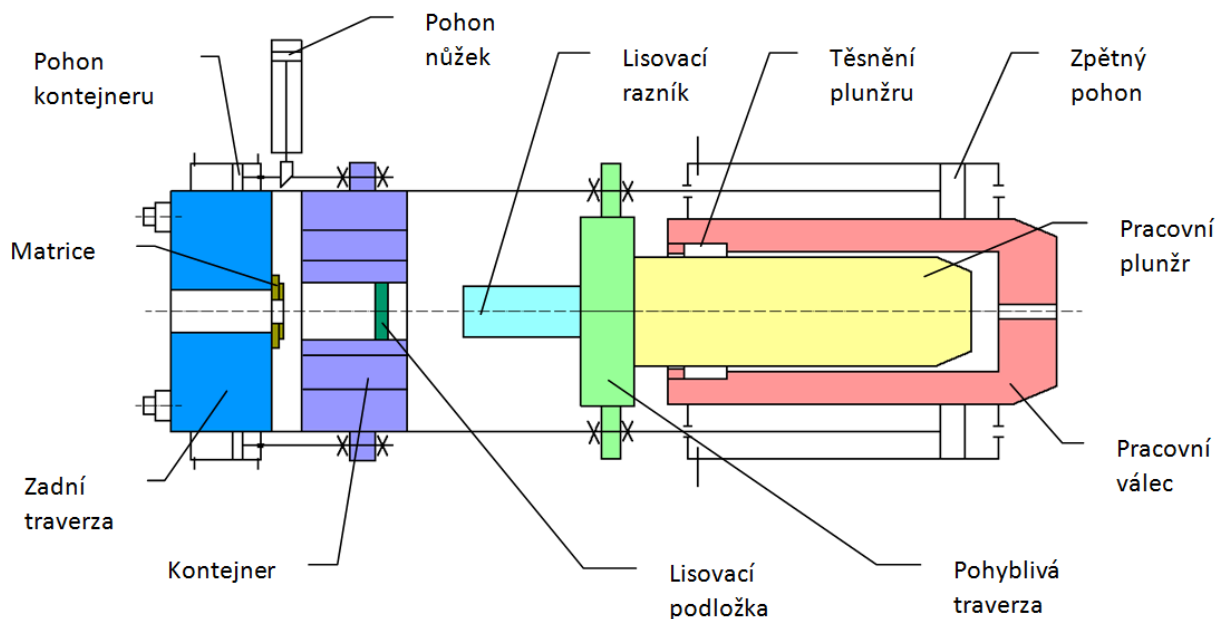 Pohon
nůžek
Pohon
kontejneru
Lisovací
razník
Těsnění
plunžru
Zpětný
pohon
Matrice
Pracovní
plunžr
Zadní
traverza
Kontejner
Lisovací
podložka
Pohyblivá
traverza
Pracovní
válec